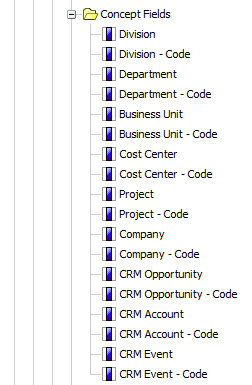 Concept Fields
Division
Division - Code
Department
Department - Code
Business Unit
Business Unit - Code
Cost Center
Cost Center - Code
Project
Project - Code
Company
Company - Code
CRM Opportunity
CRM Opportunity - Code
CRM Account
CRM Account - Code
CRM Event
CRM Event - Code